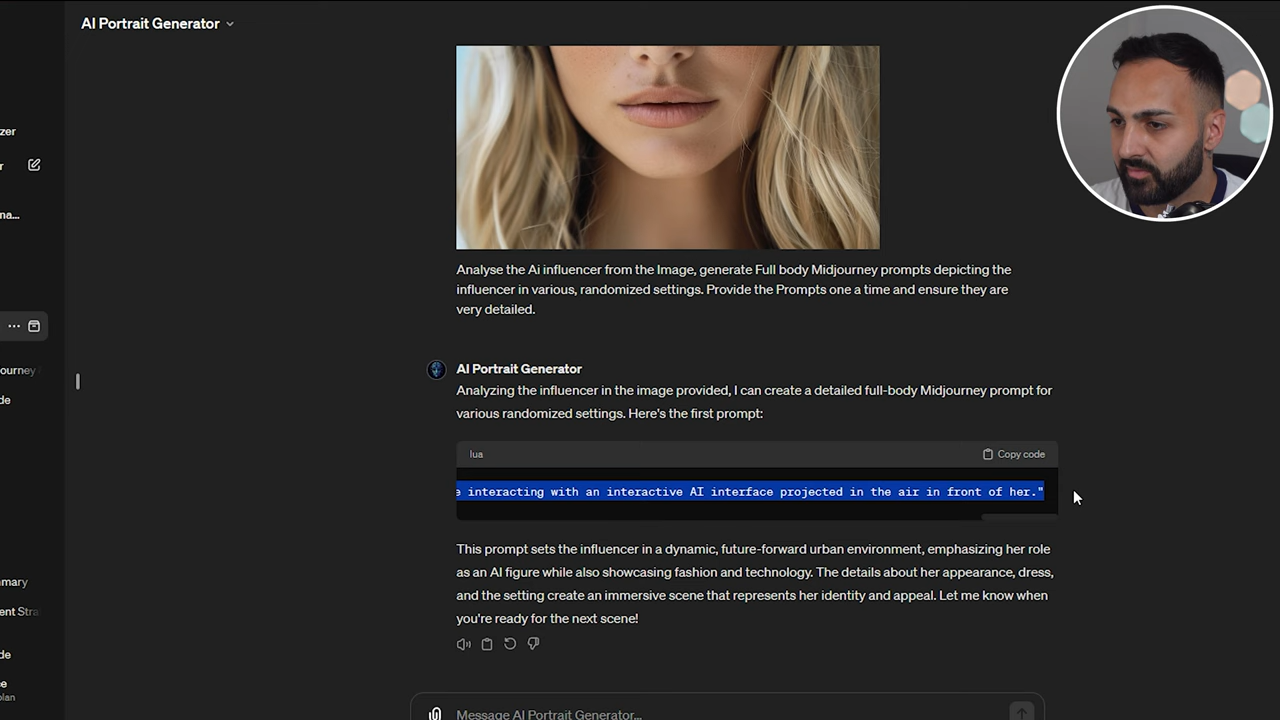 AI Portrait Generator
zer
r
na...
ourney
de
nmary
ent Stra
de
ce
plan
Analyse the Ai influencer from the Image, generate Full body Midjourney prompts depicting the
influencer in various, randomized settings. Provide the Prompts one a time and ensure they are
very detailed.
AI Portrait Generator
Analyzing the influencer in the image provided, I can create a detailed full-body Midjourney prompt for
various randomized settings. Here's the first prompt:
lua
Copy code
e interacting with an interactive AI interface projected in the air in front of her."
This prompt sets the influencer in a dynamic, future-forward urban environment, emphasizing her role
as an AI figure while also showcasing fashion and technology. The details about her appearance, dress,
and the setting create an immersive scene that represents her identity and appeal. Let me know when
you're ready for the next scene!
Message AI Portrait Generator...